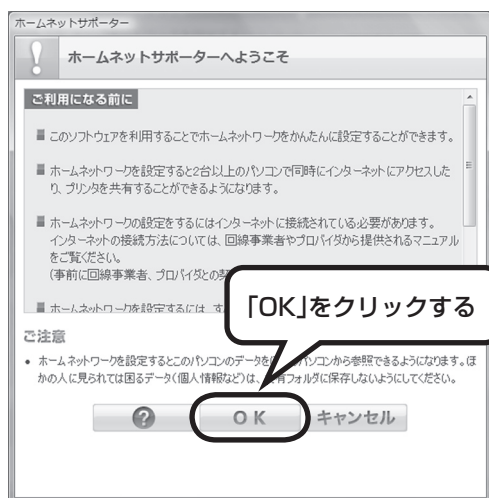 ホームネットサポーター
ホームネットサポーターへようこそ
ご利用になる前に
このソフトウェアを利用することでホームネットワークをかんたんに設定することができます。
ホームネットワークを設定すると2台以上のパソコンで同時にインターネットにアクセスした
り、プリンタを共有することができるようになります。
ホームネットワークの設定をするにはインターネットに接続されている必要があります。
インターネットの接続方法については、回線事業者やプロバイダから提供されるマニュアル
をご覧ください。
(事前に回線事業者、プロバイダとの契
ホームネットワークを設定するには、す
「OK」をクリックする
ご注意
• ホームネットワークを設定するとこのパソコンのデータを パソコンから参照できるようになります。ほ
かの人に見られては困るデータ(個人情報など)は、 有フォルダに保存しないようにしてください。
? OK キャンセル